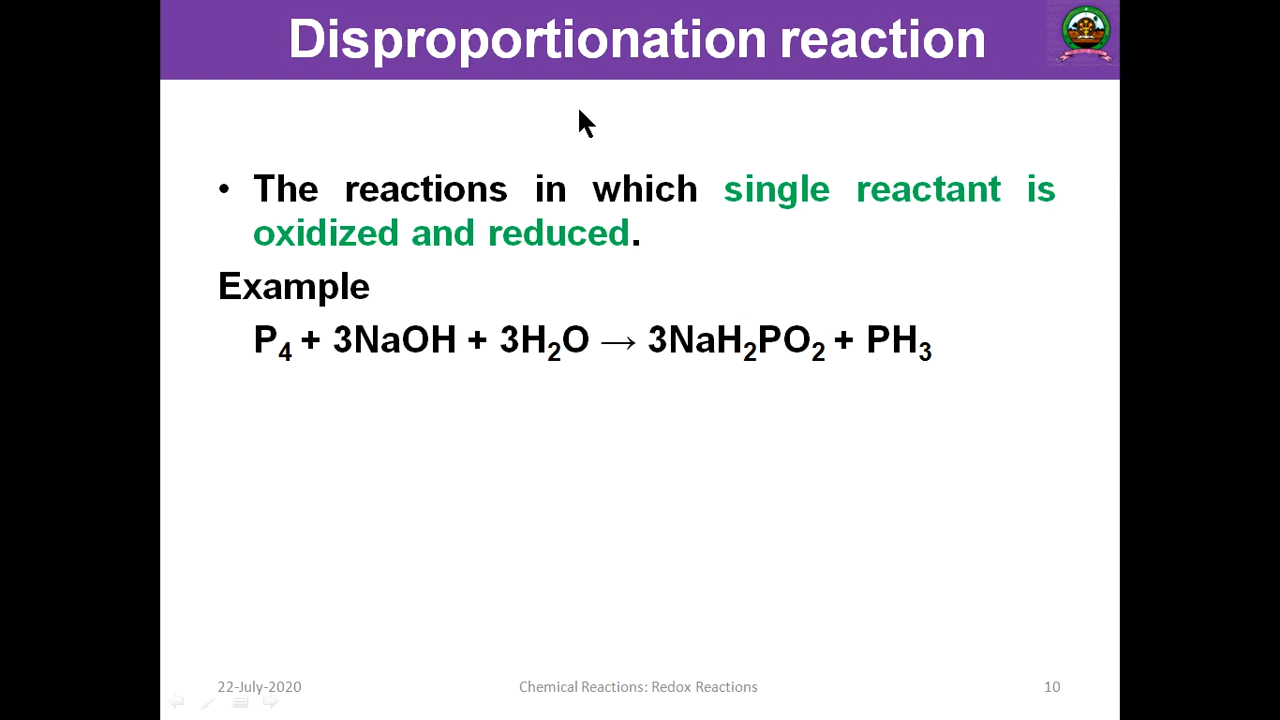 Disproportionation reaction
• The reactions in which single reactant is
oxidized and reduced.
Example
P₄ + 3NaOH + 3H₂O → 3NaH₂PO₂ + PH₃
22-July-2020 Chemical Reactions: Redox Reactions 10